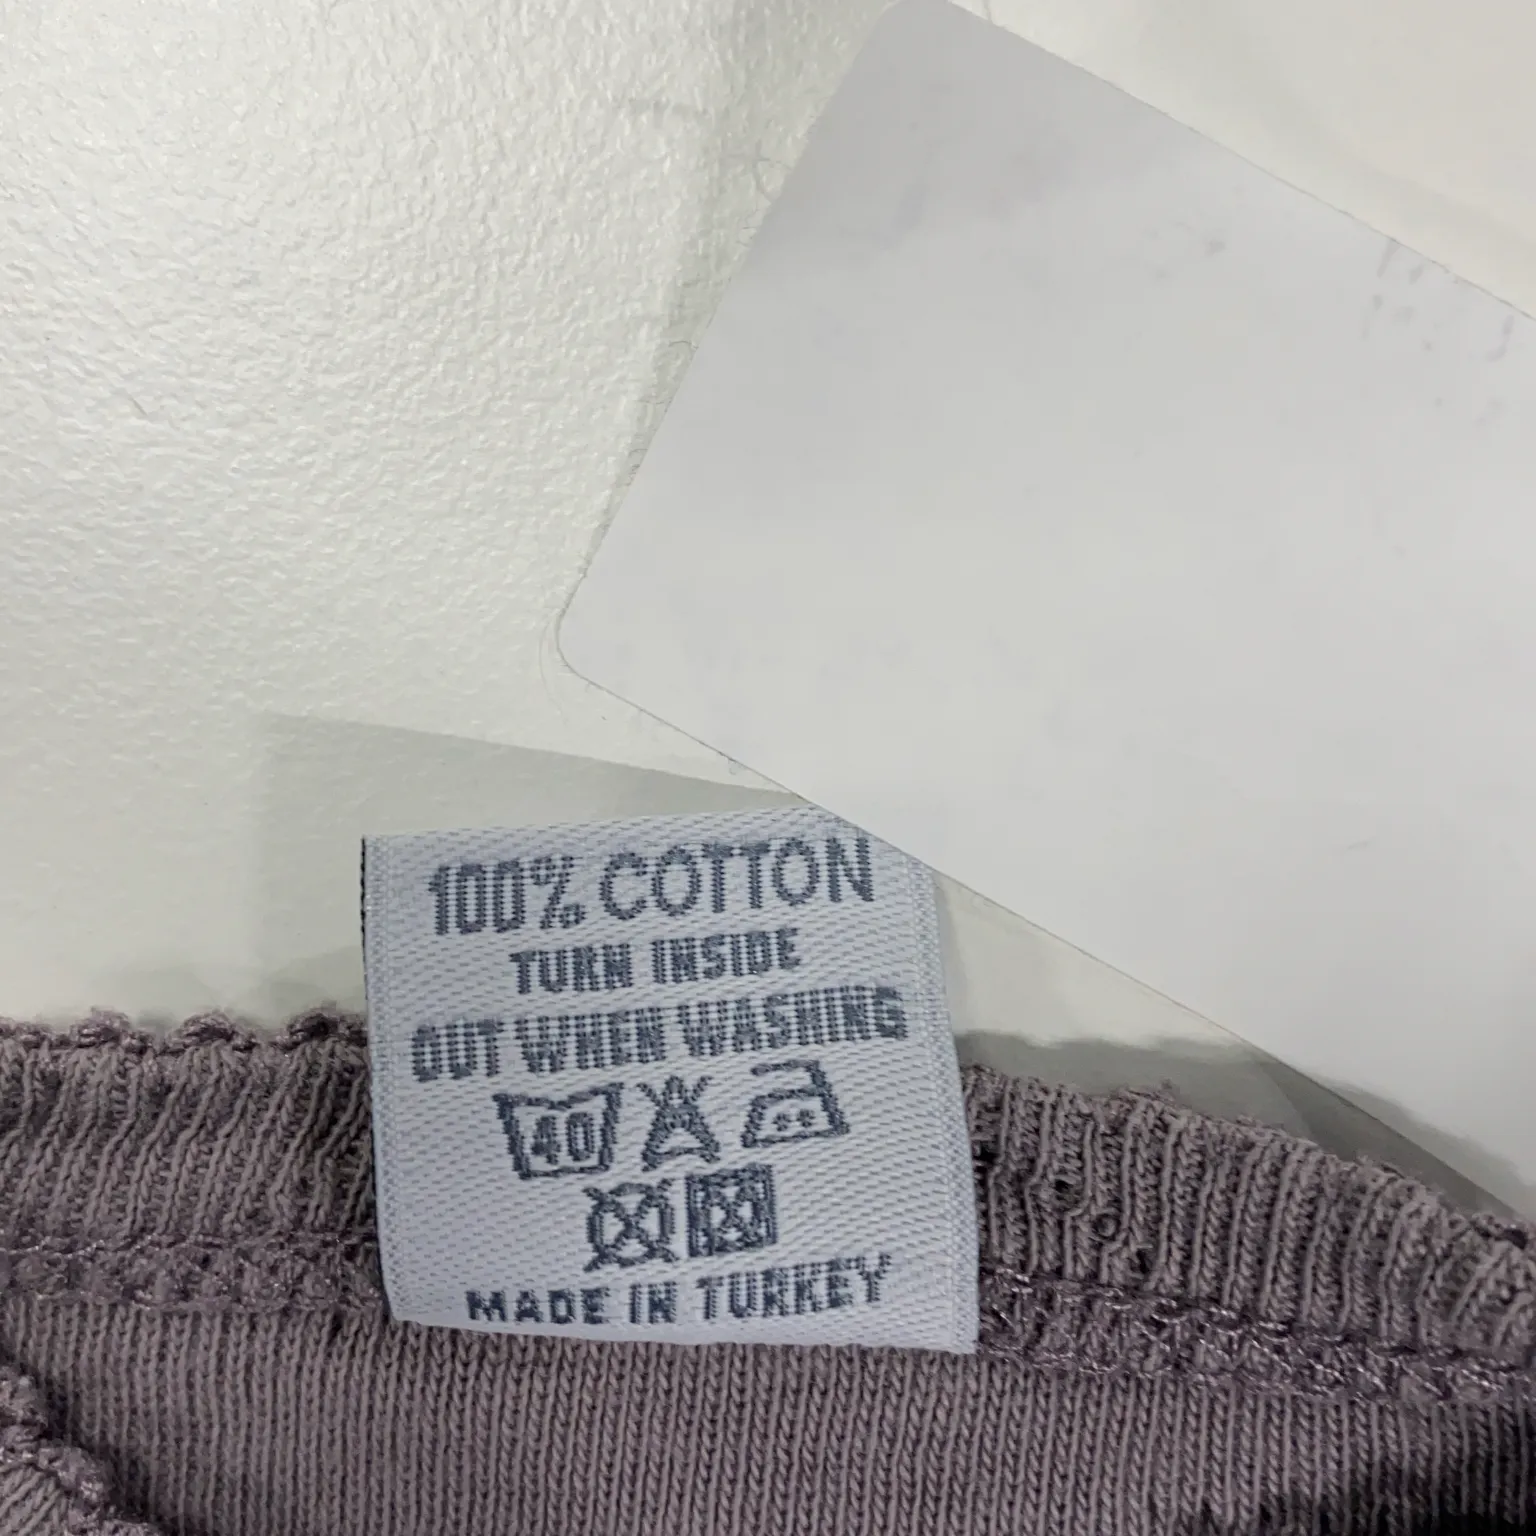 100% COTTON
TURN INSIDE
OUT WHEN WASHING
40
MADE IN TURKEY